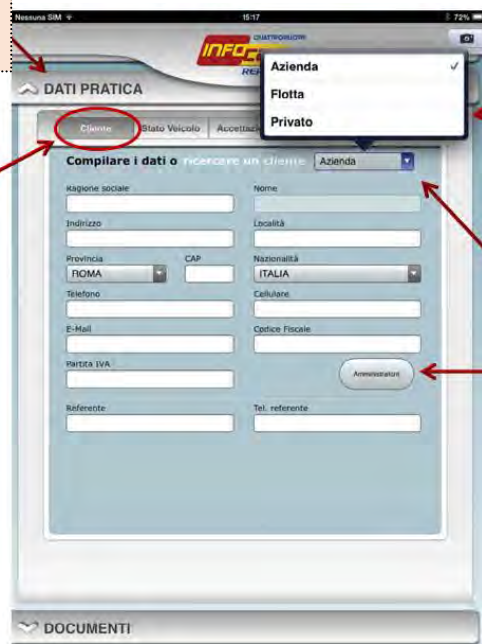 Nessuna SIM 15:17 72%
QUATTRORUOTE
INFOC
REP
Azienda ✓
Flotta
Privato
DATI PRATICA
Cliente Stato Veicolo
Compilare i dati o ricercare un cliente Azienda
Ragione sociale Nome
Indirizzo Località
Provincia CAP Nazionalità
ROMA ITALIA
Telefono Cellulare
E-Mail Codice Fiscale
Partita IVA
Amministratori
Referente Tel. referente
DOCUMENTI